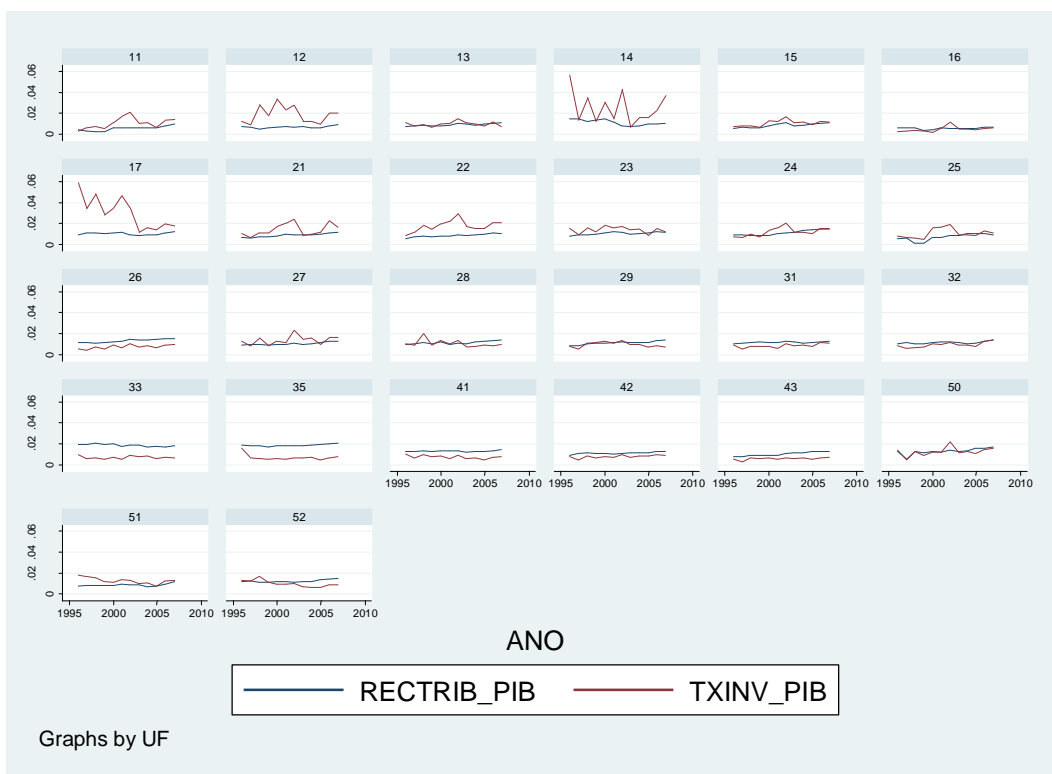 11 12 13 14 15 16
0 .02 .04 .06
17 21 22 23 24 25
0 .02 .04 .06
26 27 28 29 31 32
0 .02 .04 .06
33 35 41 42 43 50
0 .02 .04 .06
1995 2000 2005 2010 1995 2000 2005 2010 1995 2000 2005 2010 1995 2000 2005 2010
51 52
0 .02 .04 .06
1995 2000 2005 2010 1995 2000 2005 2010
ANO
RECTRIB_PIB TXINV_PIB
Graphs by UF